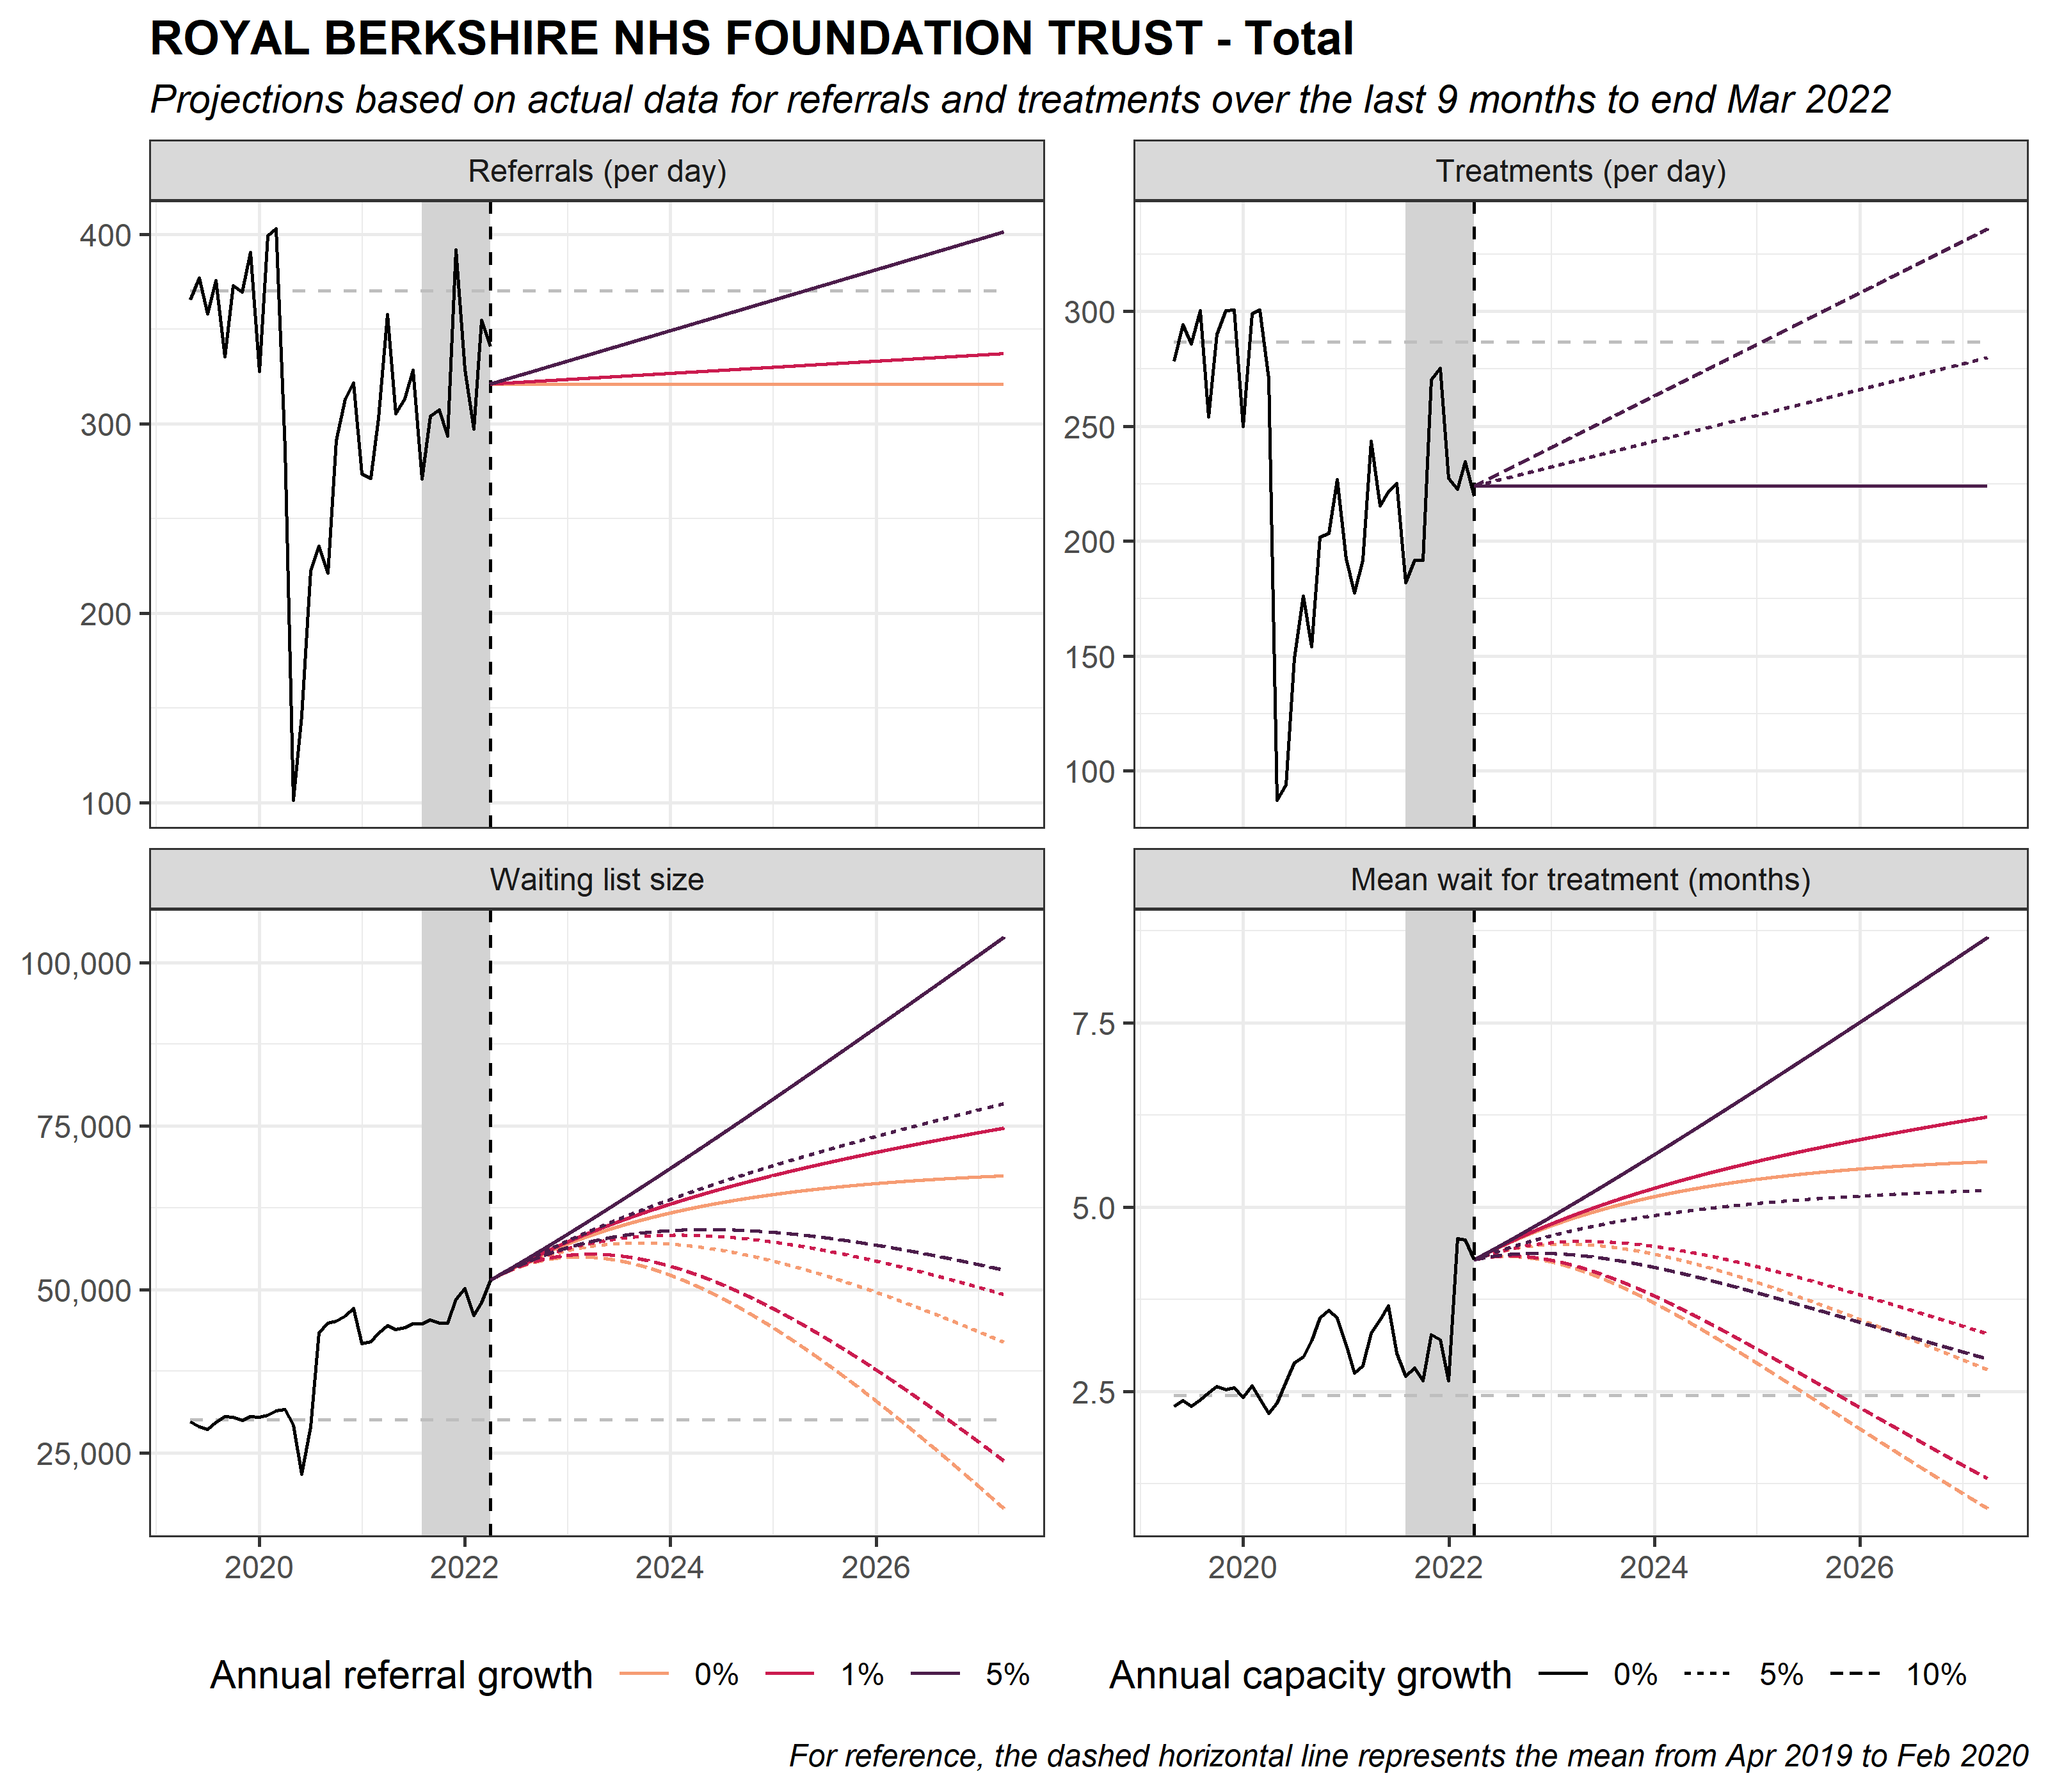 ROYAL BERKSHIRE NHS FOUNDATION TRUST - Total
Projections based on actual data for referrals and treatments over the last 9 months to end Mar 2022
Referrals (per day)
400
300
200
100
Treatments (per day)
300
250
200
150
100
Waiting list size
100,000
75,000
50,000
25,000
2020 2022 2024 2026
Mean wait for treatment (months)
7.5
5.0
2.5
2020 2022 2024 2026
Annual referral growth 0% 1% 5%
Annual capacity growth 0% 5% 10%
For reference, the dashed horizontal line represents the mean from Apr 2019 to Feb 2020